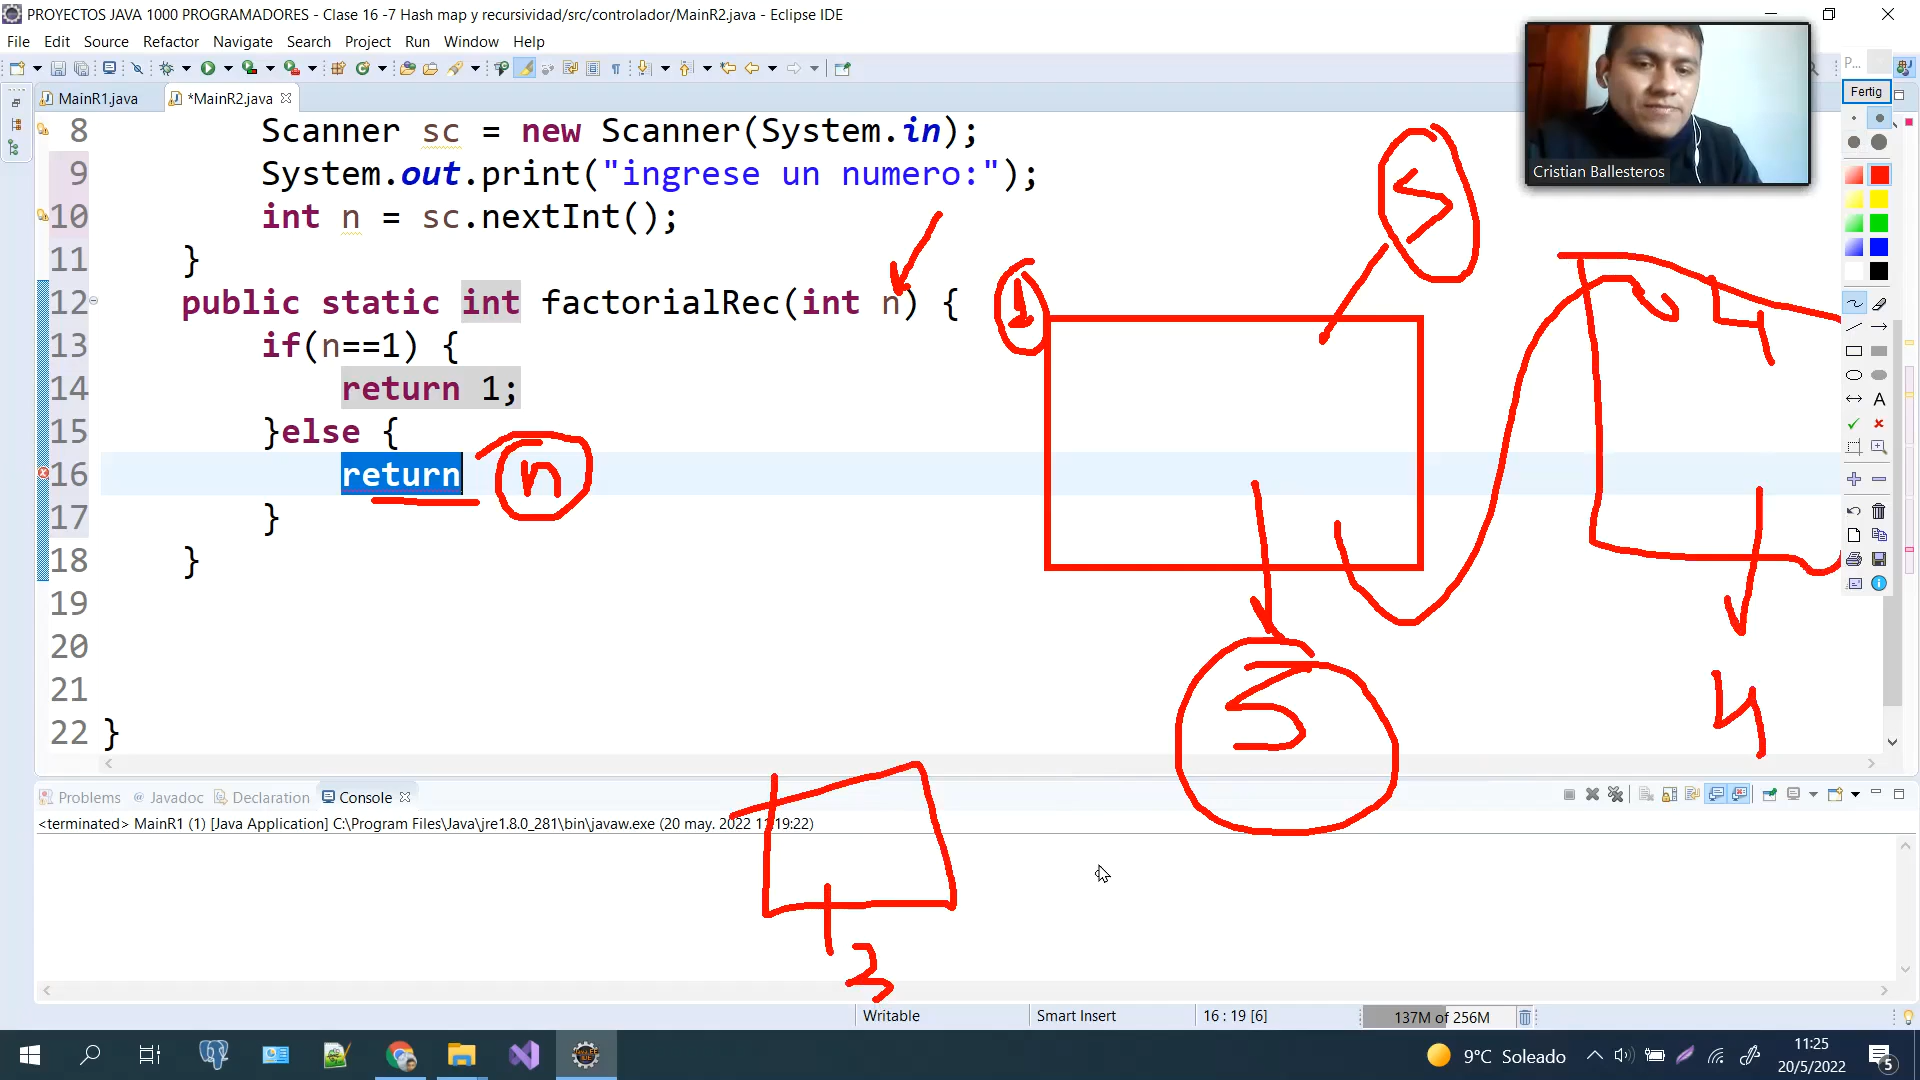 PROYECTOS JAVA 1000 PROGRAMADORES - Clase 16 -7 Hash map y recursividad/src/controlador/MainR2.java - Eclipse IDE
File Edit Source Refactor Navigate Search Project Run Window Help
P...
Fertig
MainR1.java *MainR2.java
8 Scanner sc = new Scanner(System.in);
9 System.out.print("ingrese un numero:");
10 int n = sc.nextInt();
11 }
12 public static int factorialRec(int n) {
13 if(n==1) {
14 return 1;
15 }else {
16 return n
17 }
18 }
19
20
21
22 }
Cristian Ballesteros
5
1
4
5
4
3
A
Problems @ Javadoc Declaration Console
<terminated> MainR1 (1) [Java Application] C:\Program Files\Java\jre1.8.0_281\bin\javaw.exe (20 may. 2022 11:19:22)
Writable Smart Insert 16 : 19 [6] 137M of 256M
9°C Soleado 11:25
20/5/2022
5